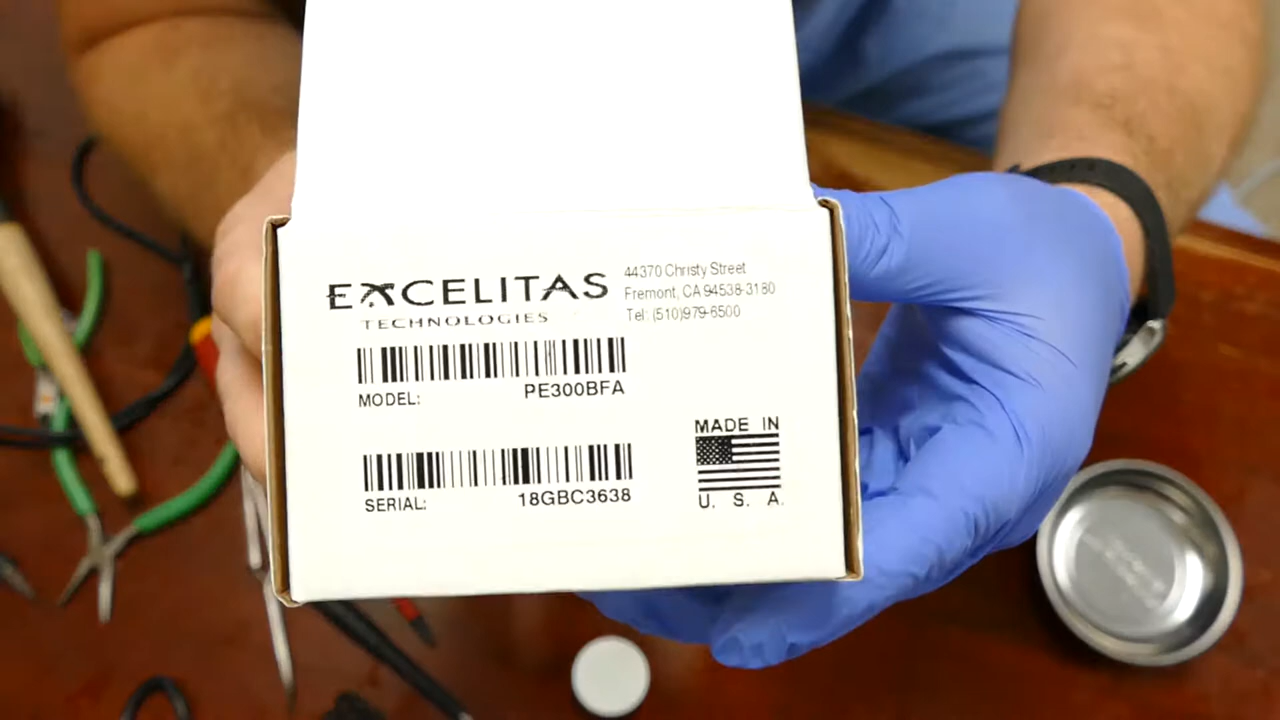 EXCELITAS
TECHNOLOGIES
44370 Christy Street
Fremont, CA 94538-3180
Tel: (510)979-6500
MODEL: PE300BFA
SERIAL: 18GBC3638
MADE IN
U. S. A.